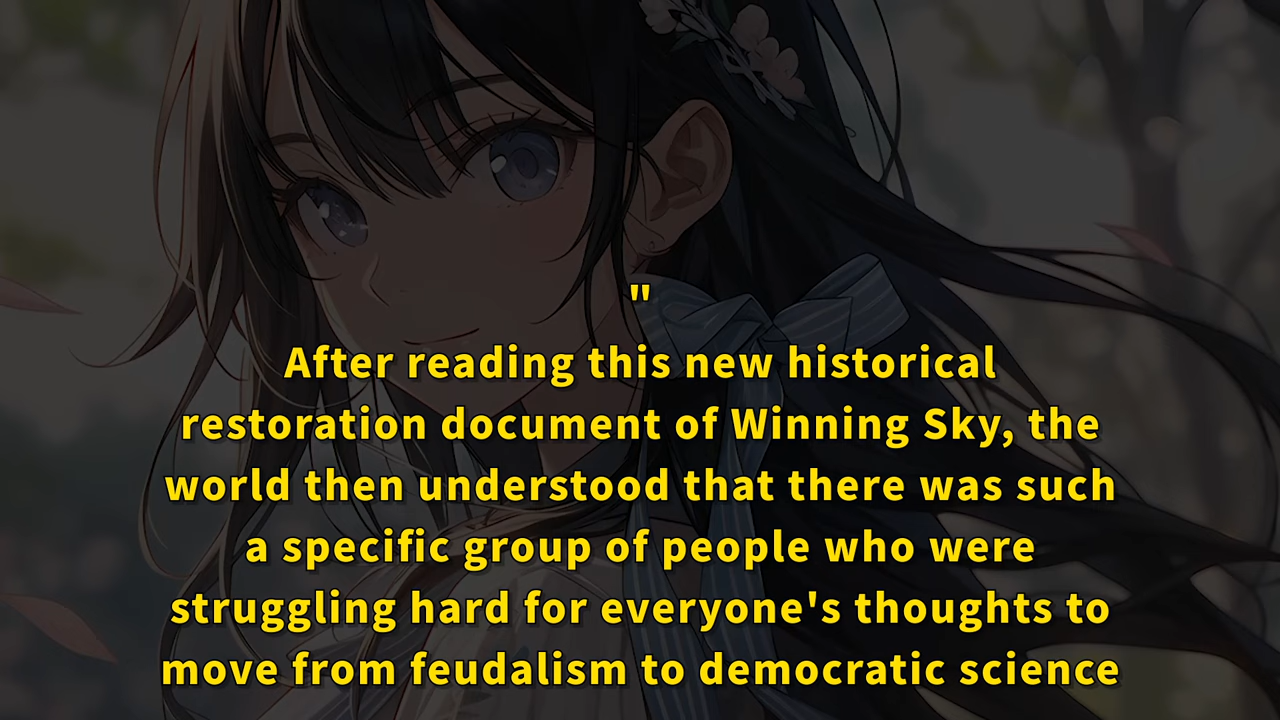 "
After reading this new historical
restoration document of Winning Sky, the
world then understood that there was such
a specific group of people who were
struggling hard for everyone's thoughts to
move from feudalism to democratic science